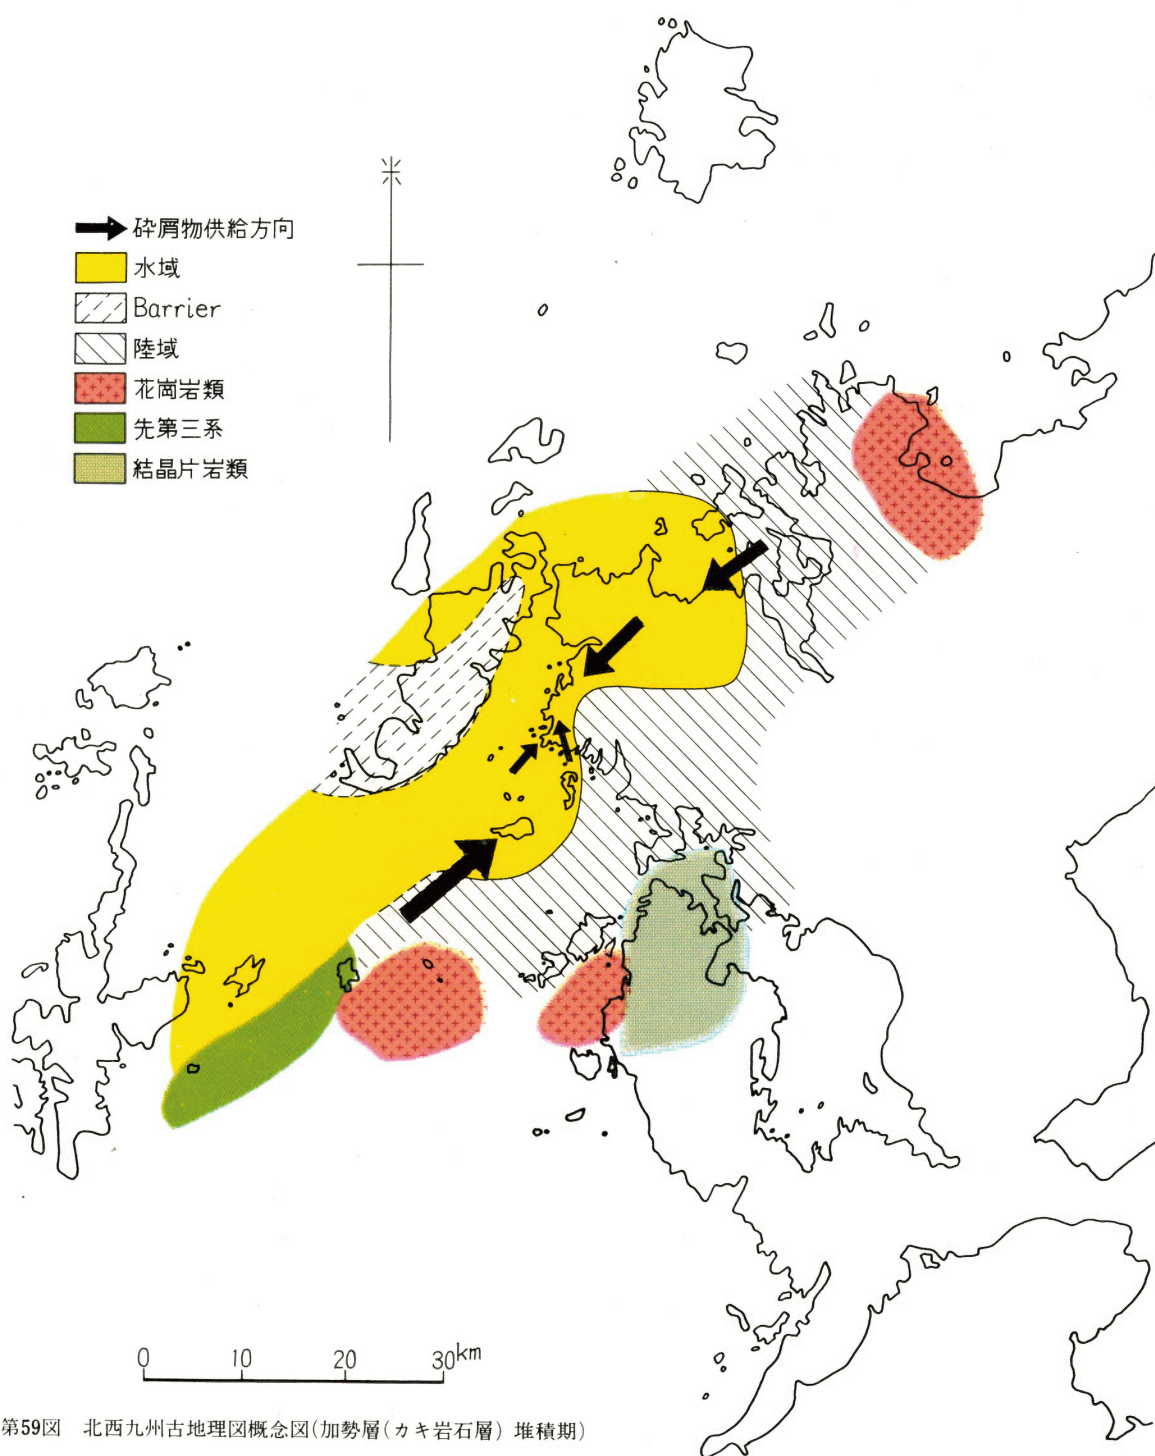 砕屑物供給方向
水域
Barrier
陸域
花崗岩類
先第三系
結晶片岩類
0 10 20 30km
第59図 北西九州古地理図概念図(加勢層(カキ岩石層) 堆積期)